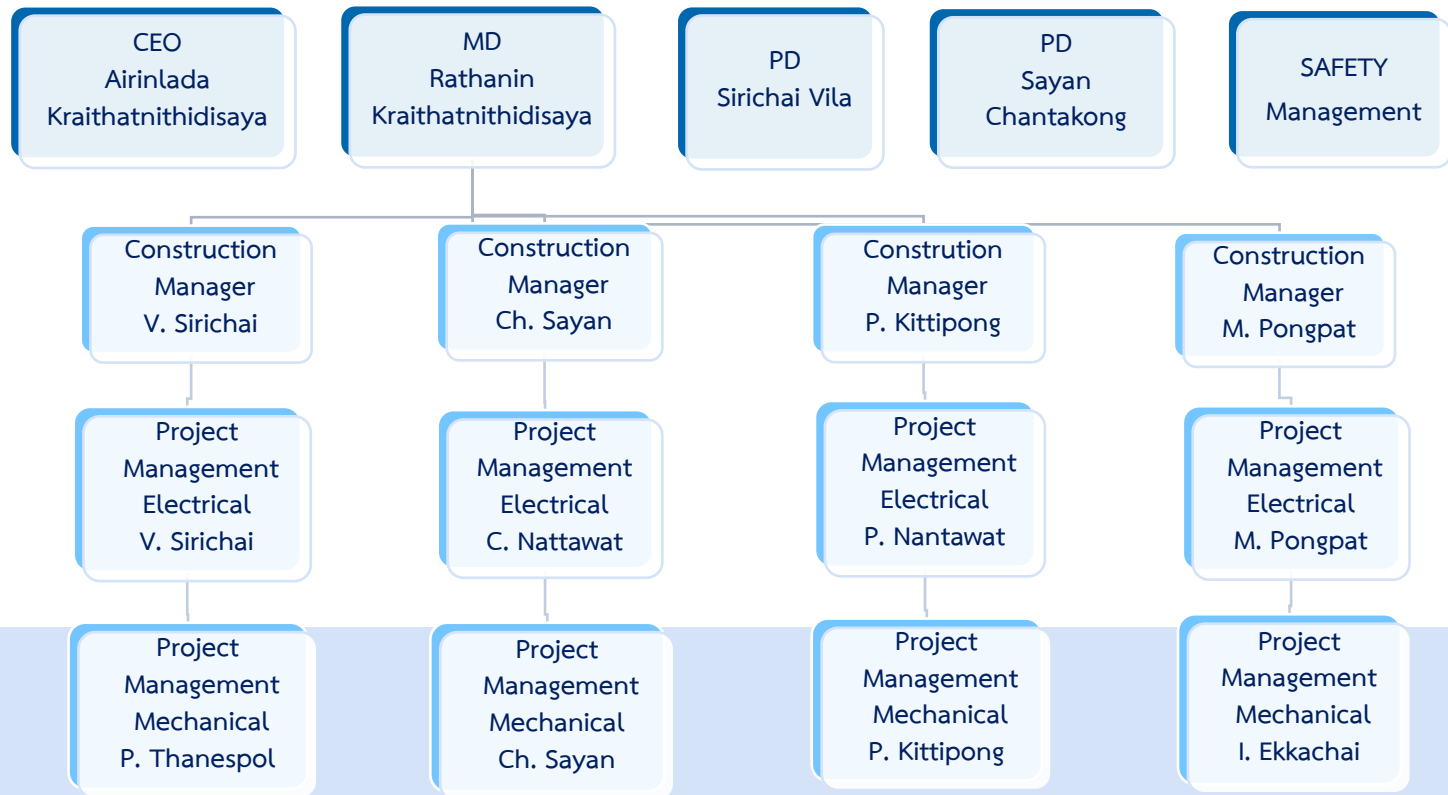 CEO
Airinlada
Kraithatnithidisaya
MD
Rathanin
Kraithatnithidisaya
PD
Sirichai Vila
PD
Sayan
Chantakong
SAFETY
Management
Construction
Manager
V. Sirichai
Construction
Manager
Ch. Sayan
Constrution
Manager
P. Kittipong
Construction
Manager
M. Pongpat
Project
Management
Electrical
V. Sirichai
Project
Management
Electrical
C. Nattawat
Project
Management
Electrical
P. Nantawat
Project
Management
Electrical
M. Pongpat
Project
Management
Mechanical
P. Thanespol
Project
Management
Mechanical
Ch. Sayan
Project
Management
Mechanical
P. Kittipong
Project
Management
Mechanical
I. Ekkachai